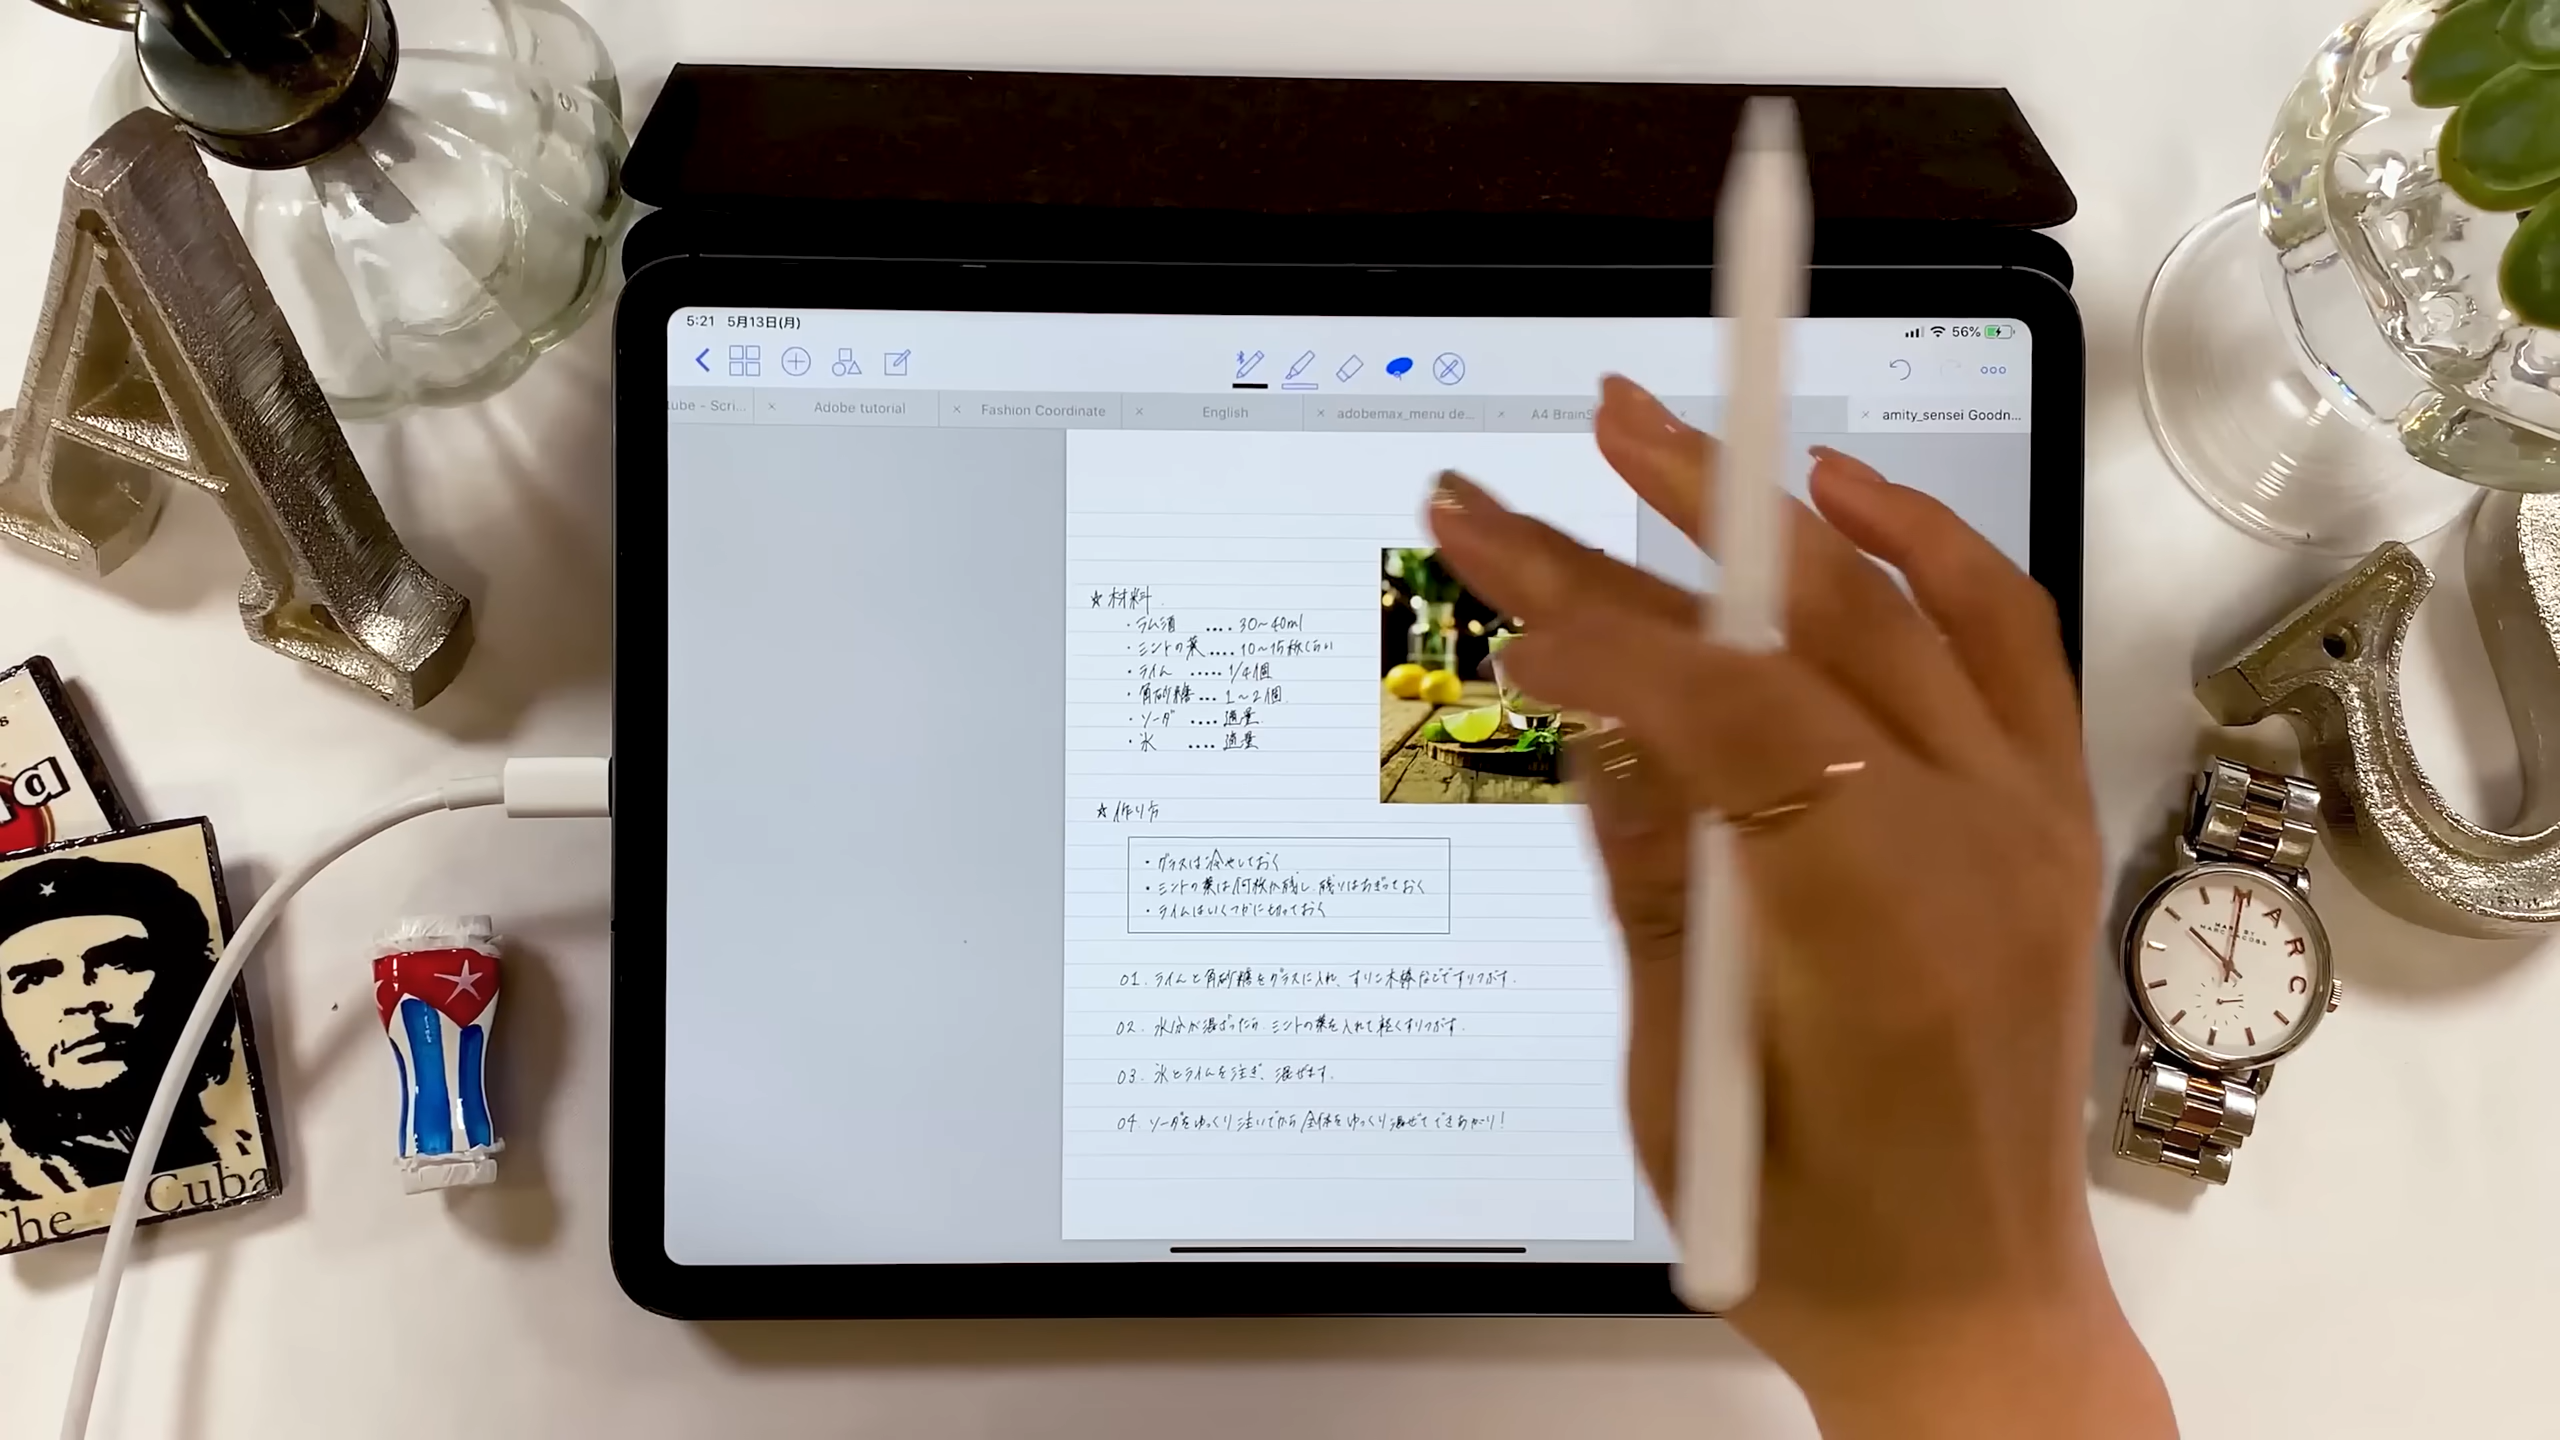 5:21 5月13日(月)
56%
tube - Scri...
Adobe tutorial
Fashion Coordinate
English
adobemax_menu de...
A4 BrainS
amity_sensei Goodn...
☆材料
・ラム酒 .... 30~40ml
・ミントの葉 .... 10~15枚くらい
・ライム ..... 1/4個
・角砂糖 ... 1~2個
・ソーダ .... 適量
・氷 .... 適量
☆作り方
・グラスは冷やしておく
・ミントの葉は何枚か残し、残りはちぎっておく
・ライムはいくつかに切っておく
01. ライムと角砂糖をグラスに入れ、すりこ木棒などですりつぶす.
02. 水分が混ざったら、ミントの葉を入れて軽くすりつぶす.
03. 氷とライムを注ぎ、混ぜます.
04. ソーダをゆっくり注いでから全体をゆっくり混ぜてできあがり!
Che Cuba
MARC
MARC BY
MARC JACOBS